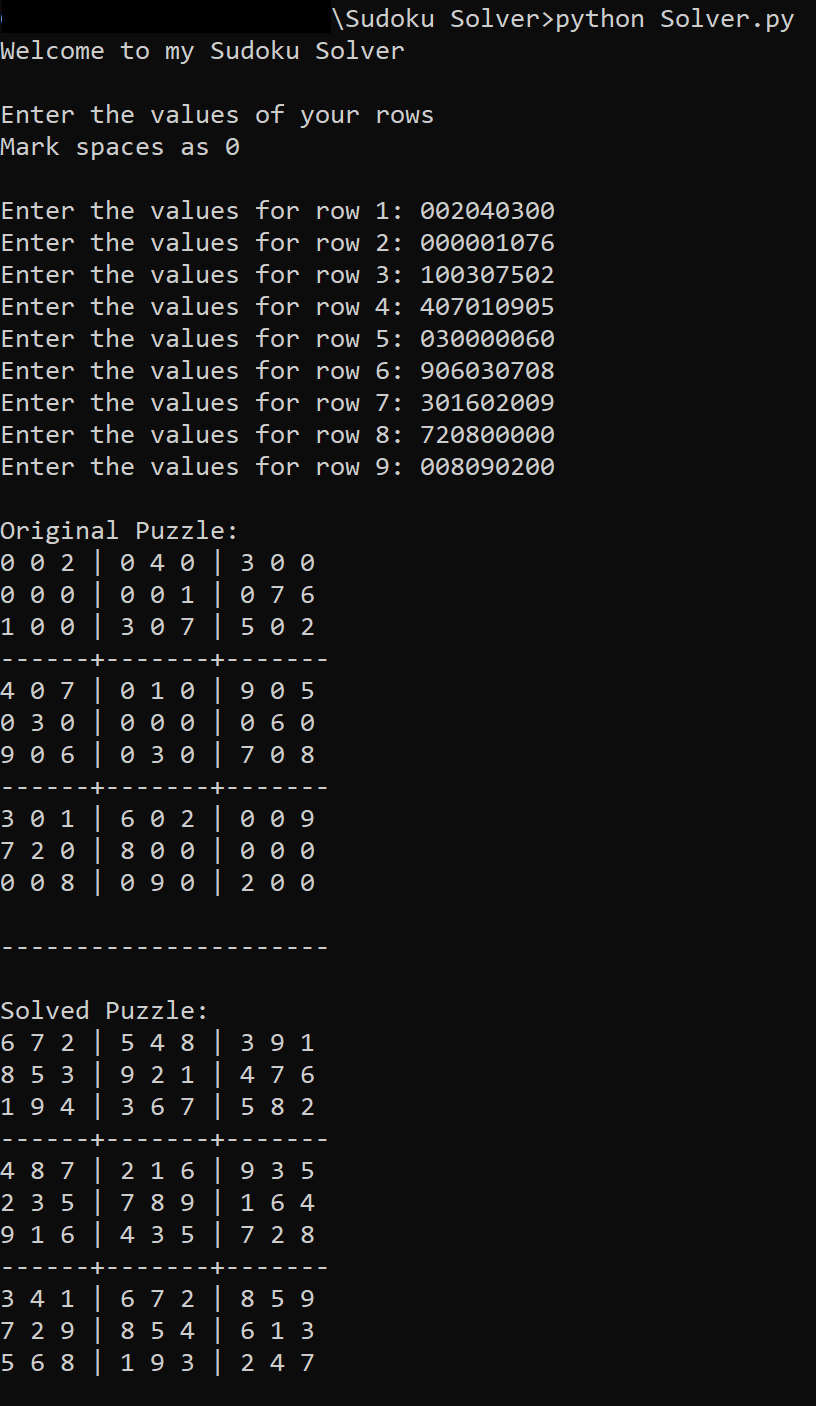 \Sudoku Solver>python Solver.py
Welcome to my Sudoku Solver
Enter the values of your rows
Mark spaces as 0
Enter the values for row 1: 002040300
Enter the values for row 2: 000001076
Enter the values for row 3: 100307502
Enter the values for row 4: 407010905
Enter the values for row 5: 030000060
Enter the values for row 6: 906030708
Enter the values for row 7: 301602009
Enter the values for row 8: 720800000
Enter the values for row 9: 008090200
Original Puzzle:
0 0 2 | 0 4 0 | 3 0 0
0 0 0 | 0 0 1 | 0 7 6
1 0 0 | 3 0 7 | 5 0 2
------+-------+-------
4 0 7 | 0 1 0 | 9 0 5
0 3 0 | 0 0 0 | 0 6 0
9 0 6 | 0 3 0 | 7 0 8
------+-------+-------
3 0 1 | 6 0 2 | 0 0 9
7 2 0 | 8 0 0 | 0 0 0
0 0 8 | 0 9 0 | 2 0 0
----------------------
Solved Puzzle:
6 7 2 | 5 4 8 | 3 9 1
8 5 3 | 9 2 1 | 4 7 6
1 9 4 | 3 6 7 | 5 8 2
------+-------+-------
4 8 7 | 2 1 6 | 9 3 5
2 3 5 | 7 8 9 | 1 6 4
9 1 6 | 4 3 5 | 7 2 8
------+-------+-------
3 4 1 | 6 7 2 | 8 5 9
7 2 9 | 8 5 4 | 6 1 3
5 6 8 | 1 9 3 | 2 4 7